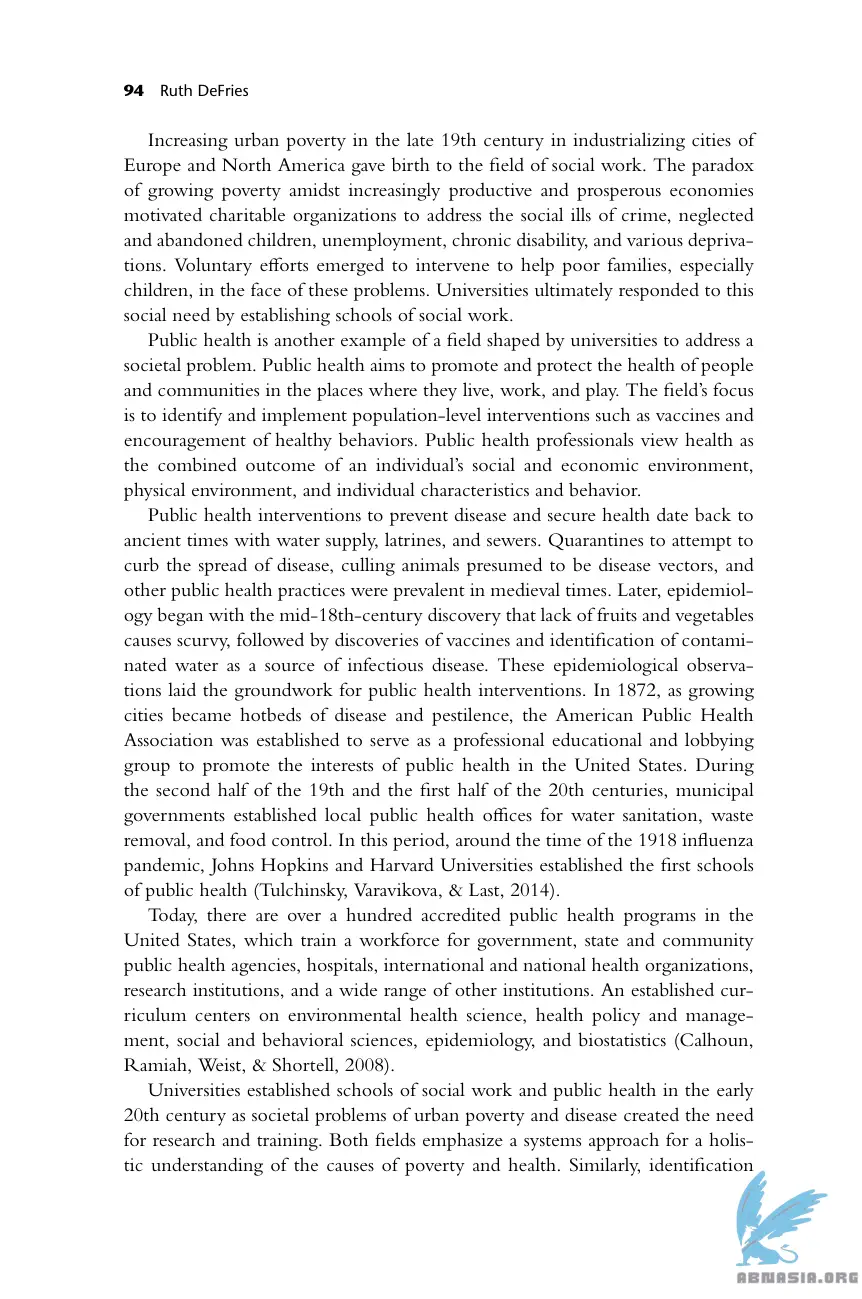 94 Ruth DeFries
Increasing urban poverty in the late 19th century in industrializing cities of
Europe and North America gave birth to the field of social work. The paradox
of growing poverty amidst increasingly productive and prosperous economies
motivated charitable organizations to address the social ills of crime, neglected
and abandoned children, unemployment, chronic disability, and various depriva-
tions. Voluntary efforts emerged to intervene to help poor families, especially
children, in the face of these problems. Universities ultimately responded to this
social need by establishing schools of social work.
Public health is another example of a field shaped by universities to address a
societal problem. Public health aims to promote and protect the health of people
and communities in the places where they live, work, and play. The field's focus
is to identify and implement population-level interventions such as vaccines and
encouragement of healthy behaviors. Public health professionals view health as
the combined outcome of an individual's social and economic environment,
physical environment, and individual characteristics and behavior.
Public health interventions to prevent disease and secure health date back to
ancient times with water supply, latrines, and sewers. Quarantines to attempt to
curb the spread of disease, culling animals presumed to be disease vectors, and
other public health practices were prevalent in medieval times. Later, epidemiol-
ogy began with the mid-18th-century discovery that lack of fruits and vegetables
causes scurvy, followed by discoveries of vaccines and identification of contami-
nated water as a source of infectious disease. These epidemiological observa-
tions laid the groundwork for public health interventions. In 1872, as growing
cities became hotbeds of disease and pestilence, the American Public Health
Association was established to serve as a professional educational and lobbying
group to promote the interests of public health in the United States. During
the second half of the 19th and the first half of the 20th centuries, municipal
governments established local public health offices for water sanitation, waste
removal, and food control. In this period, around the time of the 1918 influenza
pandemic, Johns Hopkins and Harvard Universities established the first schools
of public health (Tulchinsky, Varavikova, & Last, 2014).
Today, there are over a hundred accredited public health programs in the
United States, which train a workforce for government, state and community
public health agencies, hospitals, international and national health organizations,
research institutions, and a wide range of other institutions. An established cur-
riculum centers on environmental health science, health policy and manage-
ment, social and behavioral sciences, epidemiology, and biostatistics (Calhoun,
Ramiah, Weist, & Shortell, 2008).
Universities established schools of social work and public health in the early
20th century as societal problems of urban poverty and disease created the need
for research and training. Both fields emphasize a systems approach for a holis-
tic understanding of the causes of poverty and health. Similarly, identification
ABNASIA.ORG